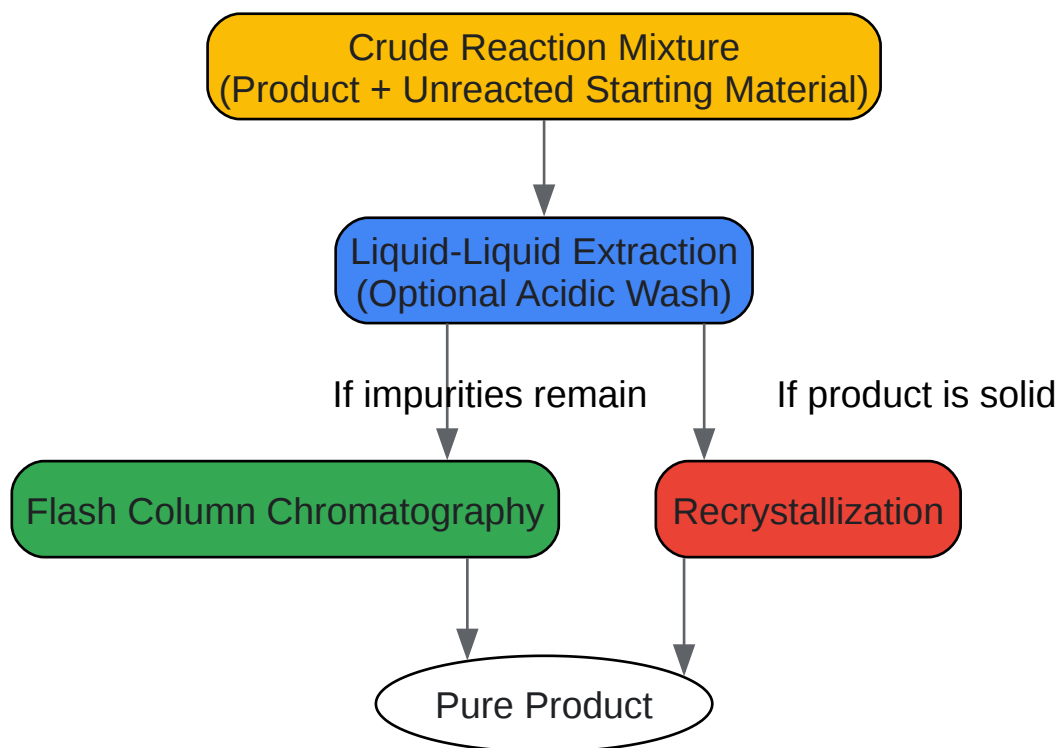 Crude Reaction Mixture
(Product + Unreacted Starting Material)
Liquid-Liquid Extraction
(Optional Acidic Wash)
If impurities remain
If product is solid
Flash Column Chromatography
Recrystallization
Pure Product